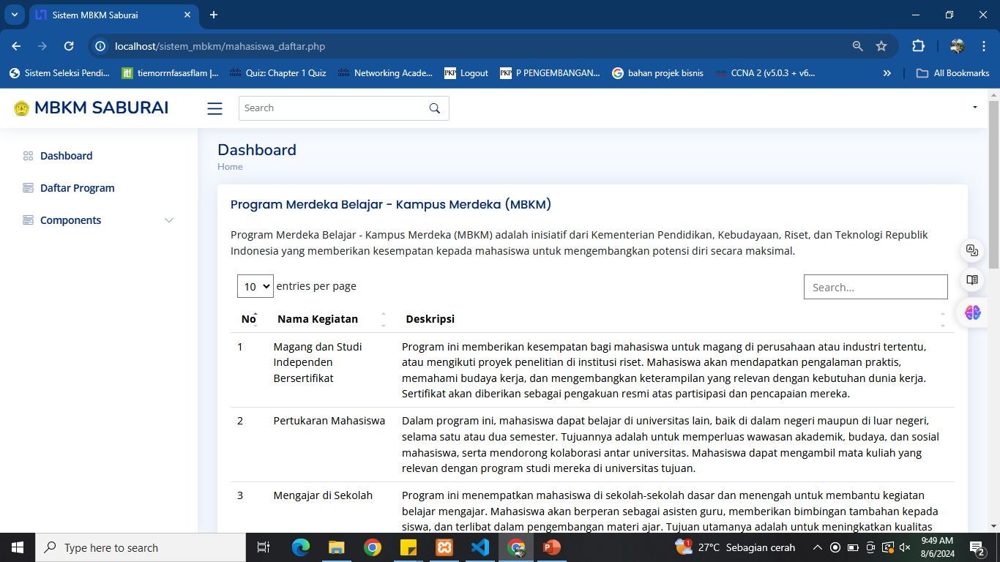 Sistem MBKM Saburai
localhost/sistem_mbkm/mahasiswa_daftar.php
Sistem Seleksi Pendi...
tiemorrnfasasflam |...
Quiz: Chapter 1 Quiz
Networking Acade...
Logout
P PENGEMBANGAN...
bahan projek bisnis
CCNA 2 (v5.0.3 + v6...
All Bookmarks
MBKM SABURAI
Search
Dashboard
Daftar Program
Components
Dashboard
Home
Program Merdeka Belajar - Kampus Merdeka (MBKM)
Program Merdeka Belajar - Kampus Merdeka (MBKM) adalah inisiatif dari Kementerian Pendidikan, Kebudayaan, Riset, dan Teknologi Republik
Indonesia yang memberikan kesempatan kepada mahasiswa untuk mengembangkan potensi diri secara maksimal.
10 entries per page
Search...
No Nama Kegiatan Deskripsi
1
Magang dan Studi
Independen
Bersertifikat
Program ini memberikan kesempatan bagi mahasiswa untuk magang di perusahaan atau industri tertentu,
atau mengikuti proyek penelitian di institusi riset. Mahasiswa akan mendapatkan pengalaman praktis,
memahami budaya kerja, dan mengembangkan keterampilan yang relevan dengan kebutuhan dunia kerja.
Sertifikat akan diberikan sebagai pengakuan resmi atas partisipasi dan pencapaian mereka.
2
Pertukaran Mahasiswa
Dalam program ini, mahasiswa dapat belajar di universitas lain, baik di dalam negeri maupun di luar negeri,
selama satu atau dua semester. Tujuannya adalah untuk memperluas wawasan akademik, budaya, dan sosial
mahasiswa, serta mendorong kolaborasi antar universitas. Mahasiswa dapat mengambil mata kuliah yang
relevan dengan program studi mereka di universitas tujuan.
3
Mengajar di Sekolah
Program ini menempatkan mahasiswa di sekolah-sekolah dasar dan menengah untuk membantu kegiatan
belajar mengajar. Mahasiswa akan berperan sebagai asisten guru, memberikan bimbingan tambahan kepada
siswa, dan terlibat dalam pengembangan materi ajar. Tujuan utamanya adalah untuk meningkatkan kualitas
Type here to search
27°C Sebagian cerah
9:49 AM
8/6/2024